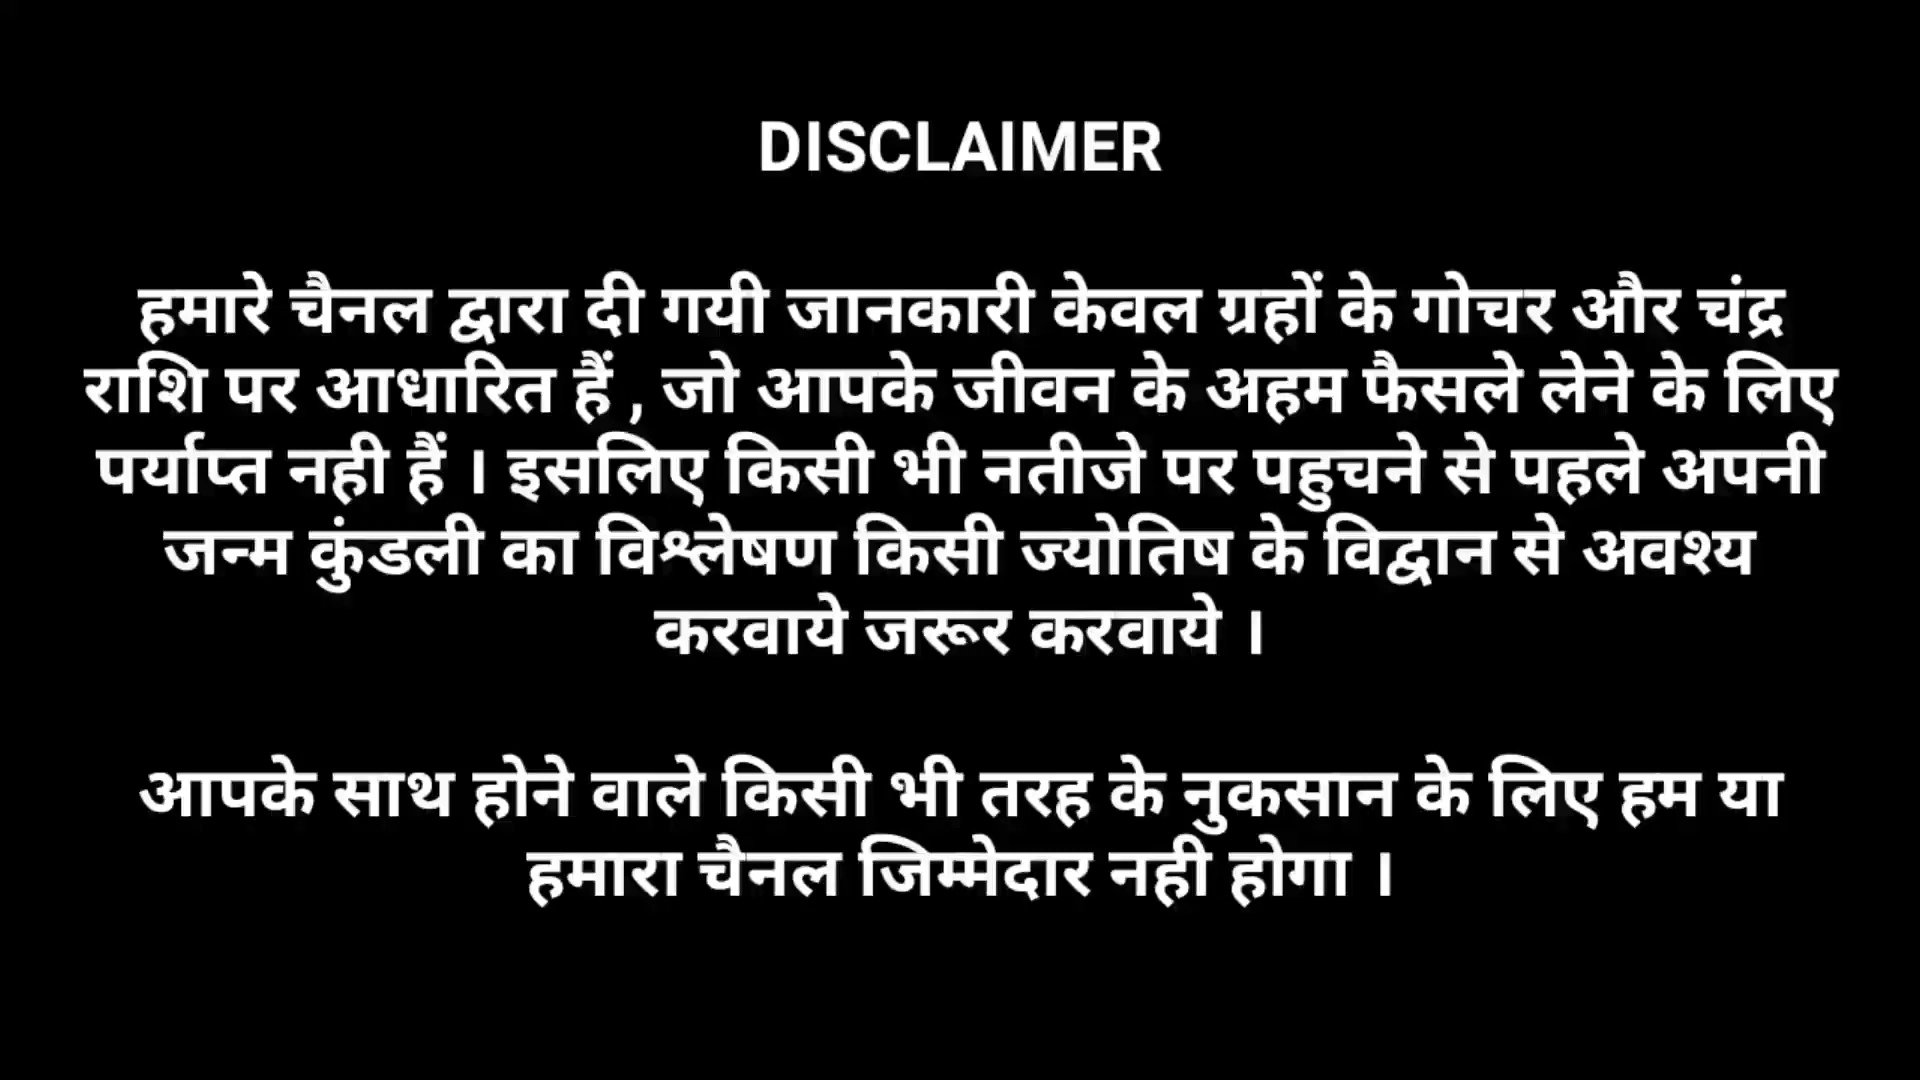 DISCLAIMER
हमारे चैनल द्वारा दी गयी जानकारी केवल ग्रहों के गोचर और चंद्र
राशि पर आधारित हैं , जो आपके जीवन के अहम फैसले लेने के लिए
पर्याप्त नही हैं । इसलिए किसी भी नतीजे पर पहुचने से पहले अपनी
जन्म कुंडली का विश्लेषण किसी ज्योतिष के विद्वान से अवश्य
करवाये जरूर करवाये ।
आपके साथ होने वाले किसी भी तरह के नुकसान के लिए हम या
हमारा चैनल जिम्मेदार नही होगा ।